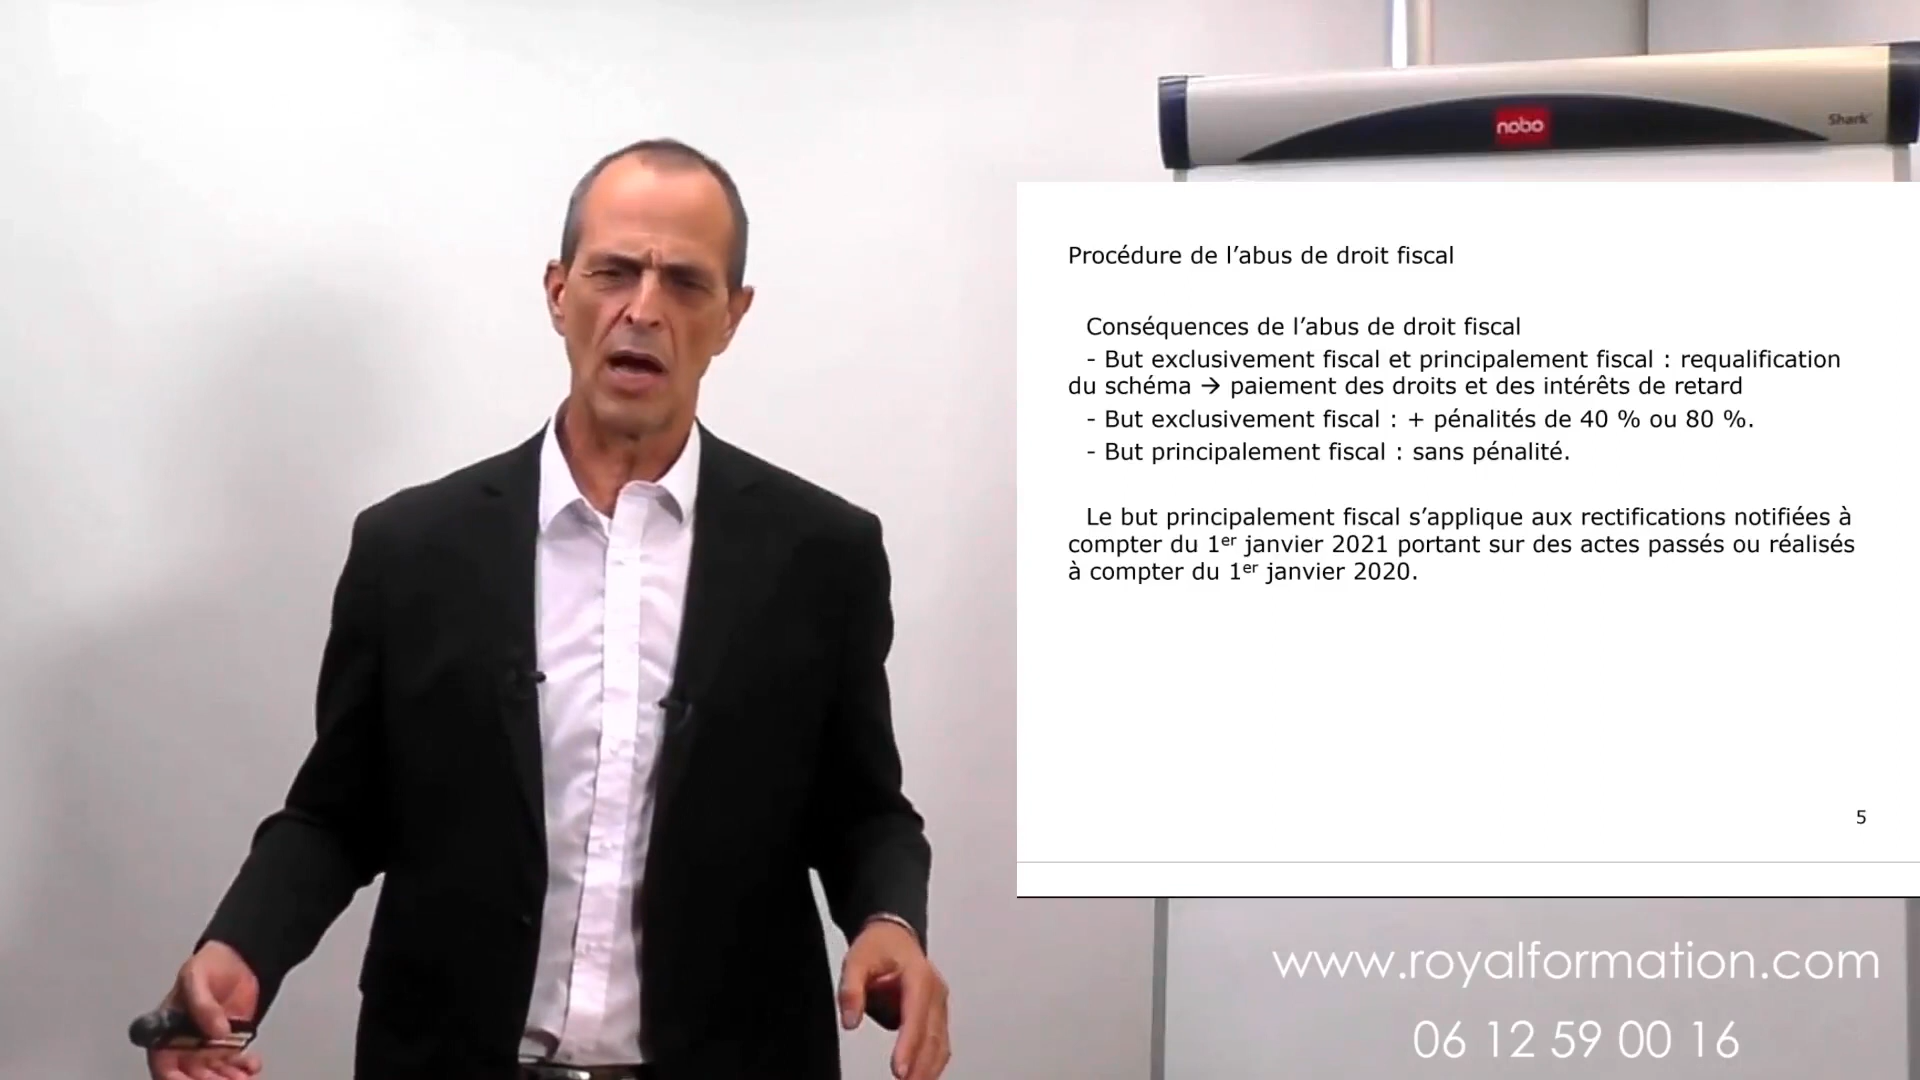 nobo
Shark
Procédure de l’abus de droit fiscal
Conséquences de l’abus de droit fiscal
- But exclusivement fiscal et principalement fiscal : requalification
du schéma → paiement des droits et des intérêts de retard
- But exclusivement fiscal : + pénalités de 40 % ou 80 %.
- But principalement fiscal : sans pénalité.
Le but principalement fiscal s’applique aux rectifications notifiées à
compter du 1er janvier 2021 portant sur des actes passés ou réalisés
à compter du 1er janvier 2020.
5
www.royalformation.com
06 12 59 00 16